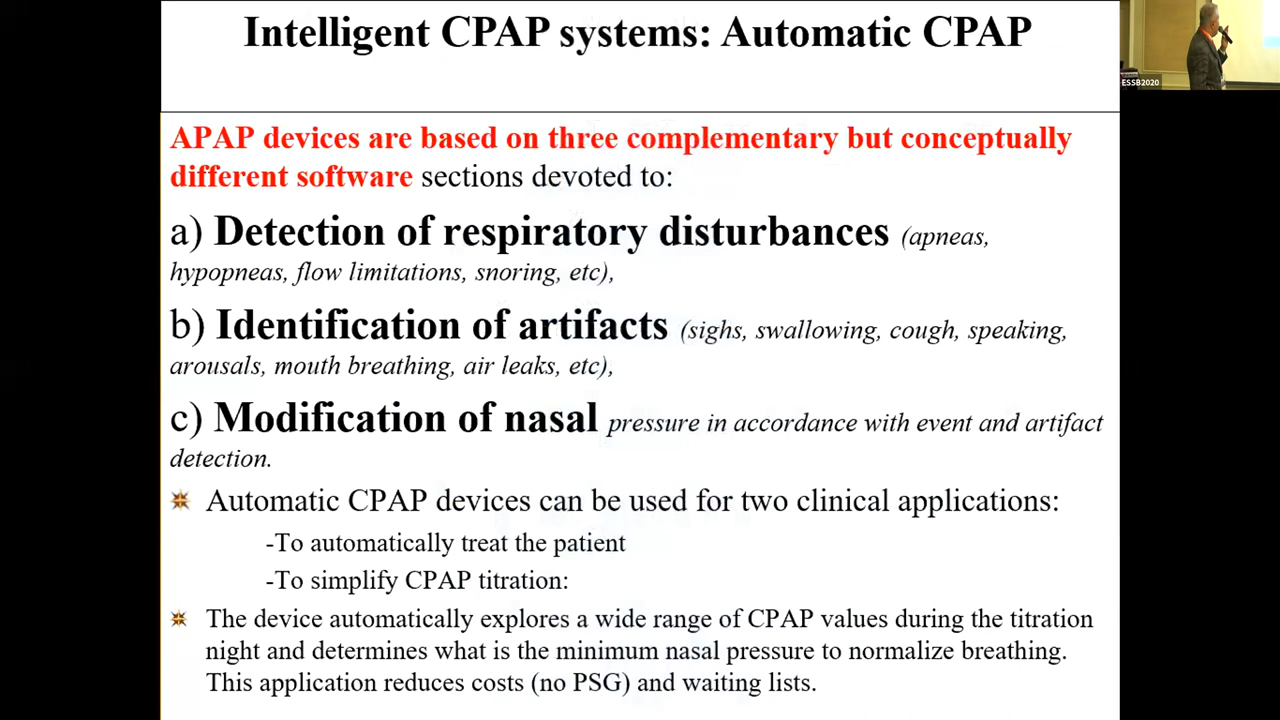 Intelligent CPAP systems: Automatic CPAP
ESSB2020
APAP devices are based on three complementary but conceptually
different software sections devoted to:
a) Detection of respiratory disturbances (apneas,
hypopneas, flow limitations, snoring, etc),
b) Identification of artifacts (sighs, swallowing, cough, speaking,
arousals, mouth breathing, air leaks, etc),
c) Modification of nasal pressure in accordance with event and artifact
detection.
Automatic CPAP devices can be used for two clinical applications:
-To automatically treat the patient
-To simplify CPAP titration:
The device automatically explores a wide range of CPAP values during the titration
night and determines what is the minimum nasal pressure to normalize breathing.
This application reduces costs (no PSG) and waiting lists.